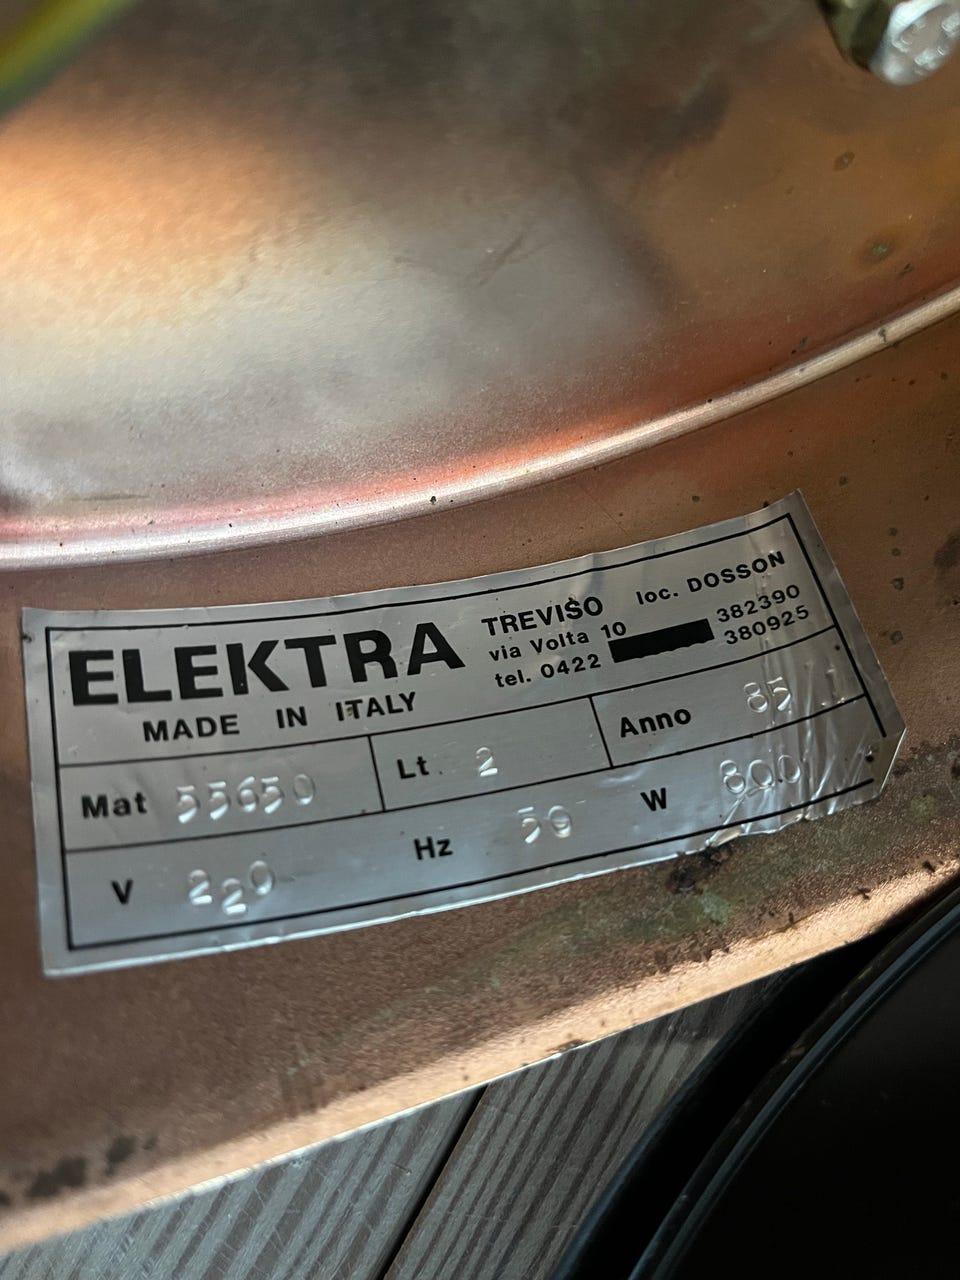 ELEKTRA
MADE IN ITALY
TREVISO loc. DOSSON
via Volta 10
tel. 0422 382390
380925
Mat 55650 Lt. 2 Anno 85
V 220 Hz 50 W 800